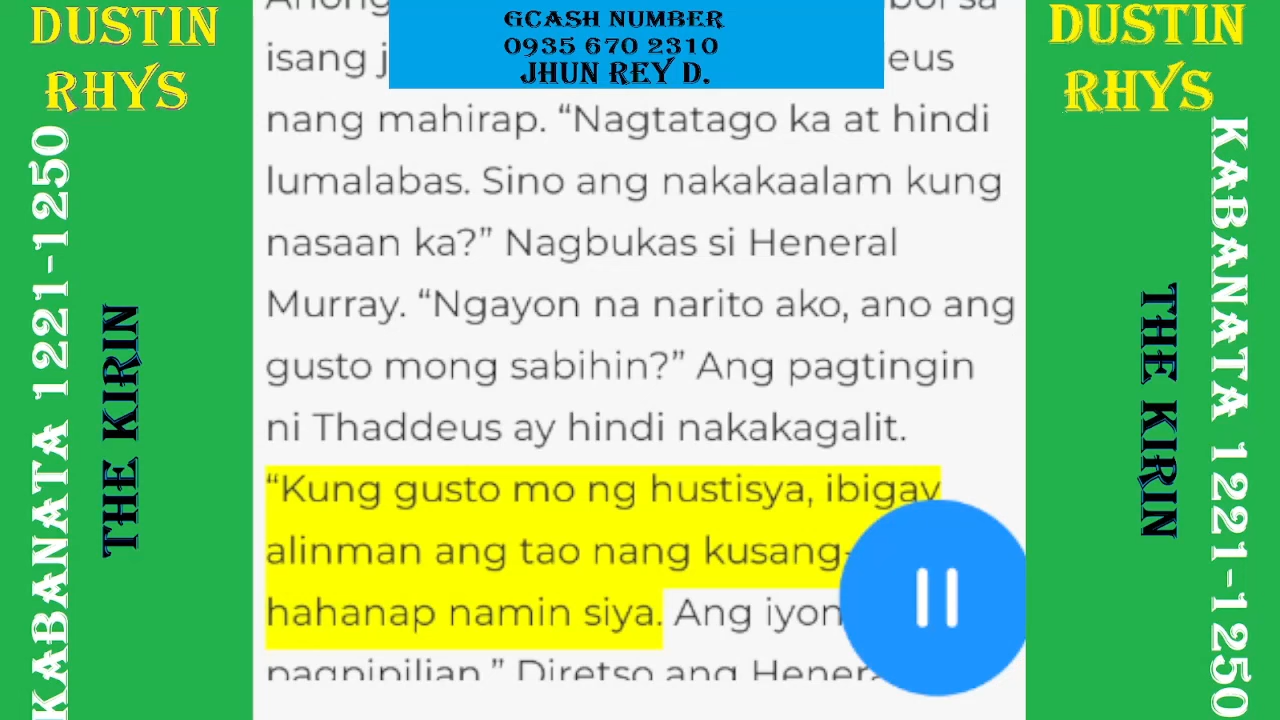 DUSTIN
RHYS
KABANATA 1221-1250
THE KIRIN
GCASH NUMBER
0935 670 2310
JHUN REY D.
isang
eus
nang mahirap. “Nagtatago ka at hindi
lumalabas. Sino ang nakakaalam kung
nasaan ka?” Nagbukas si Heneral
Murray. “Ngayon na narito ako, ano ang
gusto mong sabihin?” Ang pagtingin
ni Thaddeus ay hindi nakakagalit.
“Kung gusto mo ng hustisya, ibigay
alinman ang tao nang kusang-
hahanap namin siya. Ang
pagpipilian.” Diretso ang
DUSTIN
RHYS
KABANATA 1221-1250
THE KIRIN